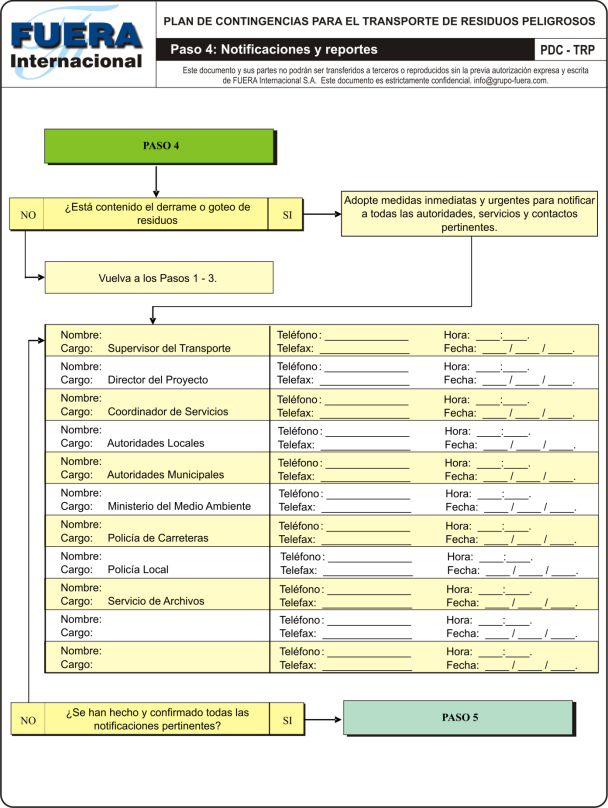 FUERA
Internacional
PLAN DE CONTINGENCIAS PARA EL TRANSPORTE DE RESIDUOS PELIGROSOS
Paso 4: Notificaciones y reportes
PDC - TRP
Este documento y sus partes no podrán ser transferidos a terceros o reproducidos sin la previa autorización expresa y escrita
de FUERA Internacional S.A. Este documento es estrictamente confidencial. info@grupo-fuera.com.
PASO 4
NO
¿Está contenido el derrame o goteo de
residuos
SI
Adopte medidas inmediatas y urgentes para notificar
a todas las autoridades, servicios y contactos
pertinentes.
Vuelva a los Pasos 1 - 3.
Nombre: Teléfono: ______________ Hora: ____:____.
Cargo: Supervisor del Transporte Telefax: ______________ Fecha: ____ / ____ / ____.
Nombre: Teléfono: ______________ Hora: ____:____.
Cargo: Director del Proyecto Telefax: ______________ Fecha: ____ / ____ / ____.
Nombre: Teléfono: ______________ Hora: ____:____.
Cargo: Coordinador de Servicios Telefax: ______________ Fecha: ____ / ____ / ____.
Nombre: Teléfono: ______________ Hora: ____:____.
Cargo: Autoridades Locales Telefax: ______________ Fecha: ____ / ____ / ____.
Nombre: Teléfono: ______________ Hora: ____:____.
Cargo: Autoridades Municipales Telefax: ______________ Fecha: ____ / ____ / ____.
Nombre: Teléfono: ______________ Hora: ____:____.
Cargo: Ministerio del Medio Ambiente Telefax: ______________ Fecha: ____ / ____ / ____.
Nombre: Teléfono: ______________ Hora: ____:____.
Cargo: Policía de Carreteras Telefax: ______________ Fecha: ____ / ____ / ____.
Nombre: Teléfono: ______________ Hora: ____:____.
Cargo: Policía Local Telefax: ______________ Fecha: ____ / ____ / ____.
Nombre: Teléfono: ______________ Hora: ____:____.
Cargo: Servicio de Archivos Telefax: ______________ Fecha: ____ / ____ / ____.
Nombre: Teléfono: ______________ Hora: ____:____.
Cargo: Telefax: ______________ Fecha: ____ / ____ / ____.
Nombre: Teléfono: ______________ Hora: ____:____.
Cargo: Telefax: ______________ Fecha: ____ / ____ / ____.
NO
¿Se han hecho y confirmado todas las
notificaciones pertinentes?
SI
PASO 5